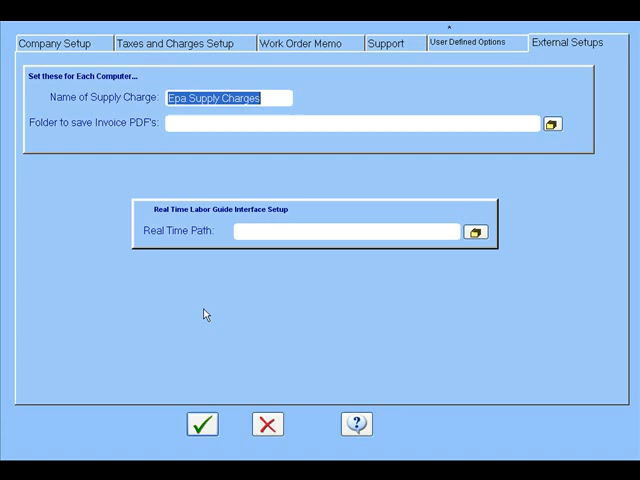 Company Setup
Taxes and Charges Setup
Work Order Memo
Support
User Defined Options
External Setups
Set these for Each Computer...
Name of Supply Charge:
Epa Supply Charges
Folder to save Invoice PDF's:
Real Time Labor Guide Interface Setup
Real Time Path: